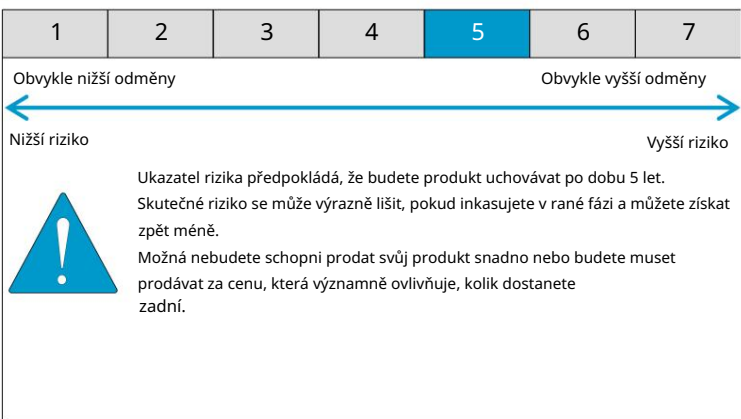 1 2 3 4 5 6 7
Obvykle nižší odměny Obvykle vyšší odměny
Nižší riziko Vyšší riziko
Ukazatel rizika předpokládá, že budete produkt uchovávat po dobu 5 let.
Skutečné riziko se může výrazně lišit, pokud inkasujete v rané fázi a můžete získat
zpět méně.
Možná nebudete schopni prodat svůj produkt snadno nebo budete muset
prodávat za cenu, která významně ovlivňuje, kolik dostanete
zadní.